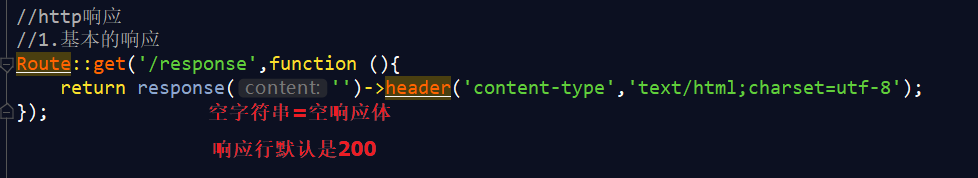 //http响应
//1.基本的响应
Route::get('/response',function (){
    return response( content: '')->header('content-type','text/html;charset=utf-8');
});
空字符串=空响应体
响应行默认是200